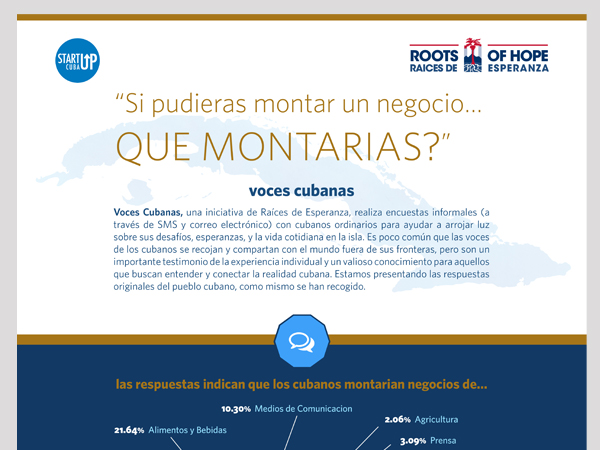 START UP
CUBA
ROOTS OF HOPE
RAICES DE ESPERANZA
“Si pudieras montar un negocio...
QUE MONTARIAS?”
voces cubanas
Voces Cubanas, una iniciativa de Raíces de Esperanza, realiza encuestas informales (a
través de SMS y correo electrónico) con cubanos ordinarios para ayudar a arrojar luz
sobre sus desafíos, esperanzas, y la vida cotidiana en la isla. Es poco común que las voces
de los cubanos se recojan y compartan con el mundo fuera de sus fronteras, pero son un
importante testimonio de la experiencia individual y un valioso conocimiento para aquellos
que buscan entender y conectar la realidad cubana. Estamos presentando las respuestas
originales del pueblo cubano, como mismo se han recogido.
las respuestas indican que los cubanos montarian negocios de...
10.30% Medios de Comunicacion
2.06% Agricultura
21.64% Alimentos y Bebidas
3.09% Prensa